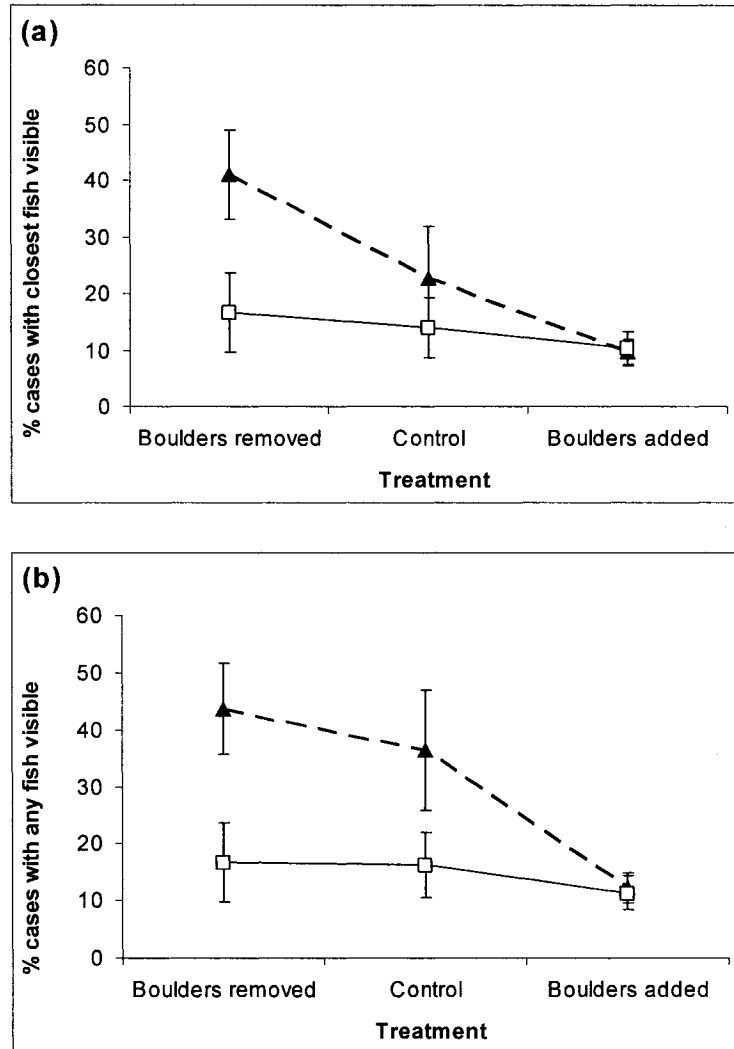 (a)
% cases with closest fish visible
60
50
40
30
20
10
0
Boulders removed Control Boulders added
Treatment
(b)
% cases with any fish visible
60
50
40
30
20
10
0
Boulders removed Control Boulders added
Treatment